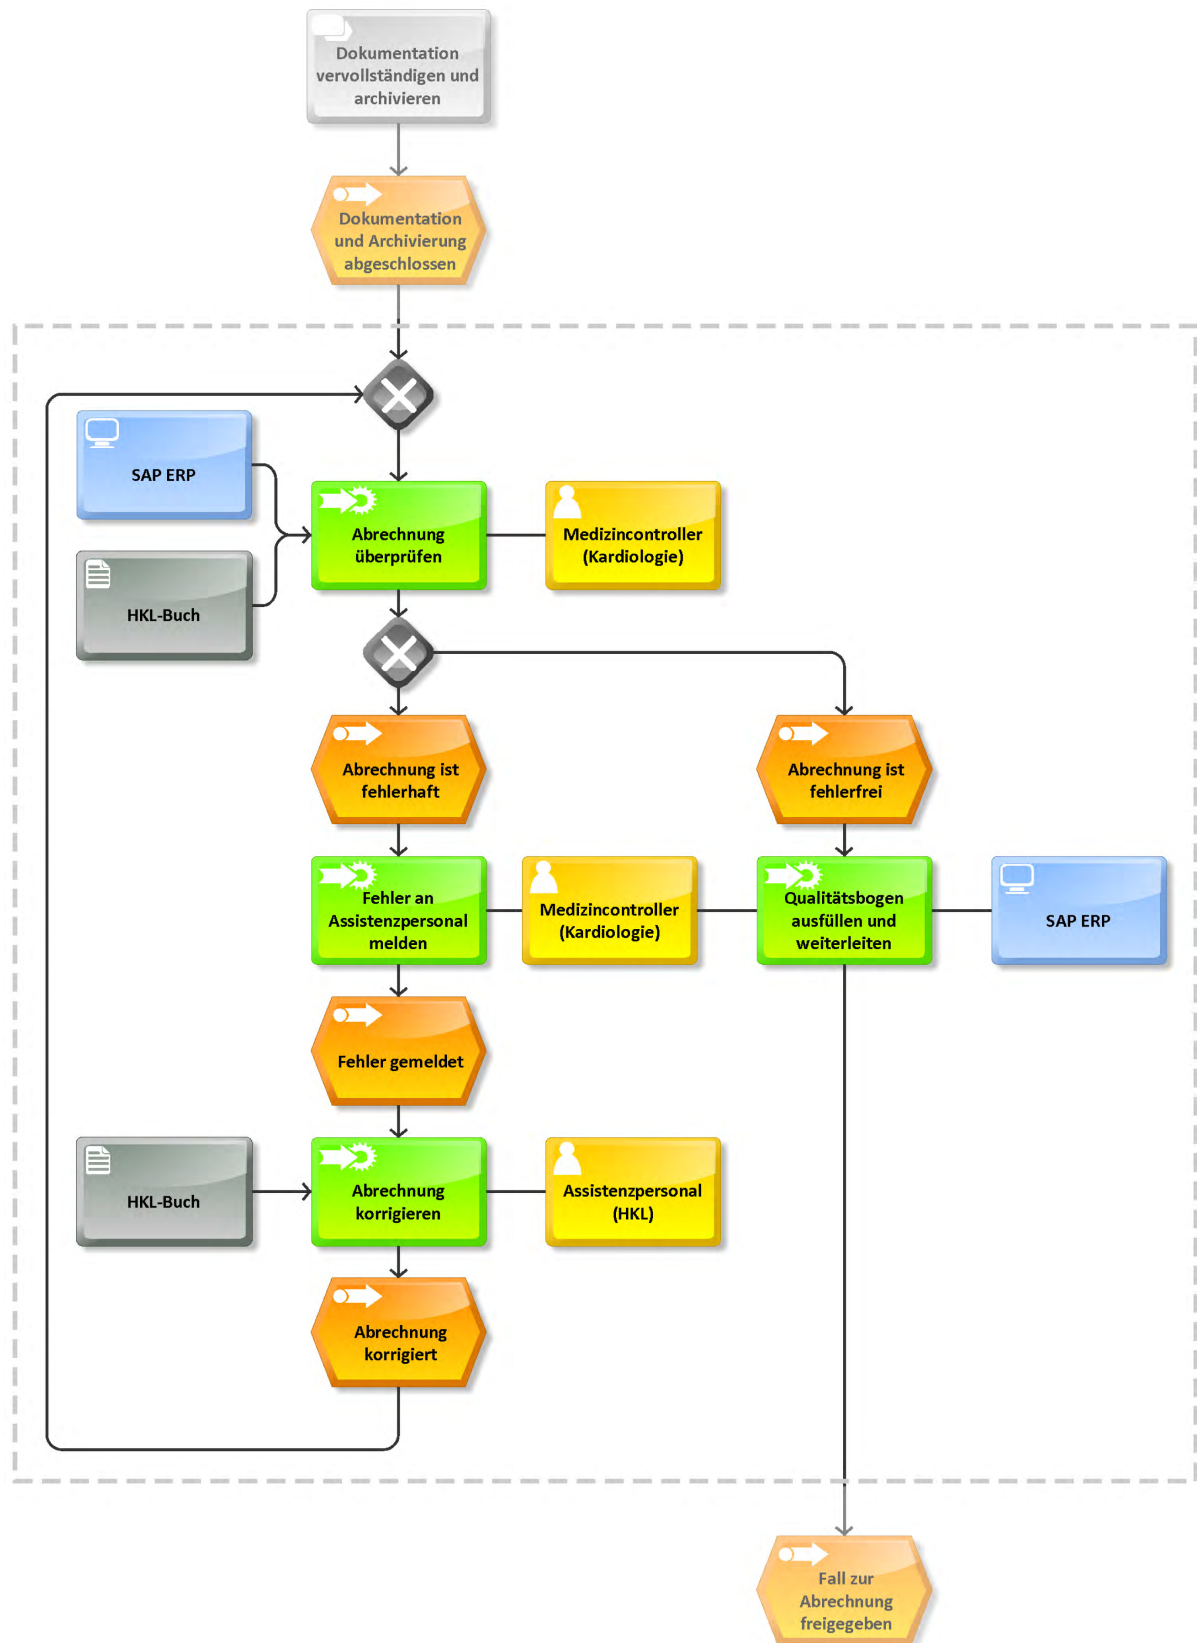 Dokumentation
vervollständigen und
archivieren
Dokumentation
und Archivierung
abgeschlossen
SAP ERP
Abrechnung
überprüfen
Medizincontroller
(Kardiologie)
HKL-Buch
Abrechnung ist
fehlerhaft
Abrechnung ist
fehlerfrei
Fehler an
Assistenzpersonal
melden
Medizincontroller
(Kardiologie)
Qualitätsbogen
ausfüllen und
weiterleiten
SAP ERP
Fehler gemeldet
HKL-Buch
Abrechnung
korrigieren
Assistenzpersonal
(HKL)
Abrechnung
korrigiert
Fall zur
Abrechnung
freigegeben